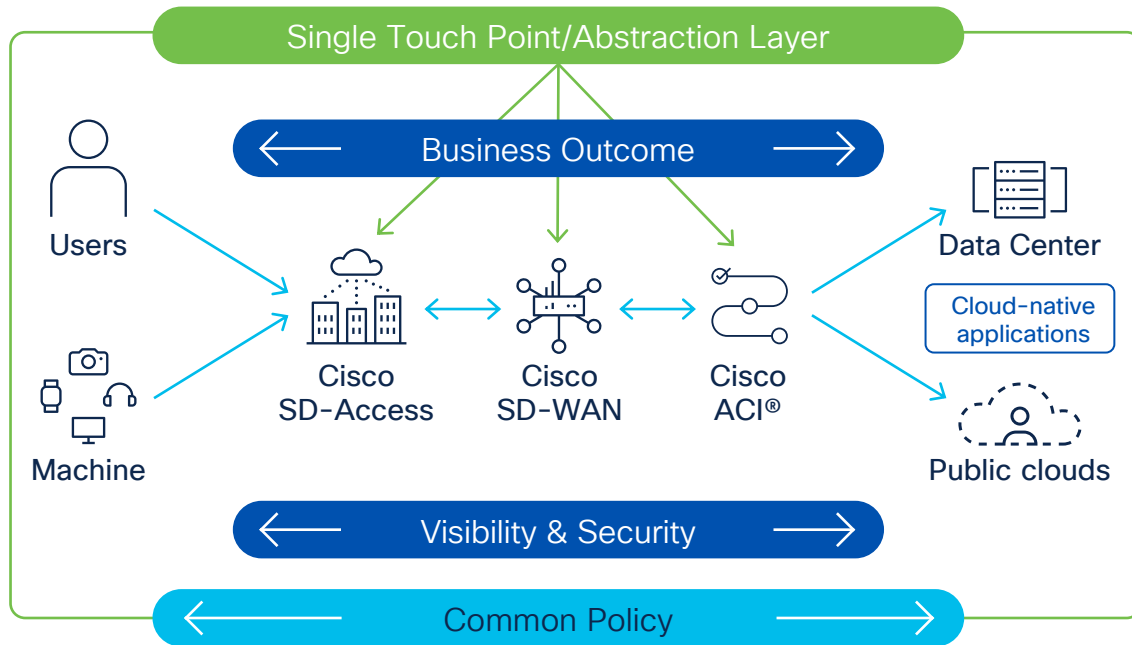 Single Touch Point/Abstraction Layer
Business Outcome
Users
Machine
Cisco
SD-Access
Cisco
SD-WAN
Cisco
ACI®
Data Center
Cloud-native
applications
Public clouds
Visibility & Security
Common Policy